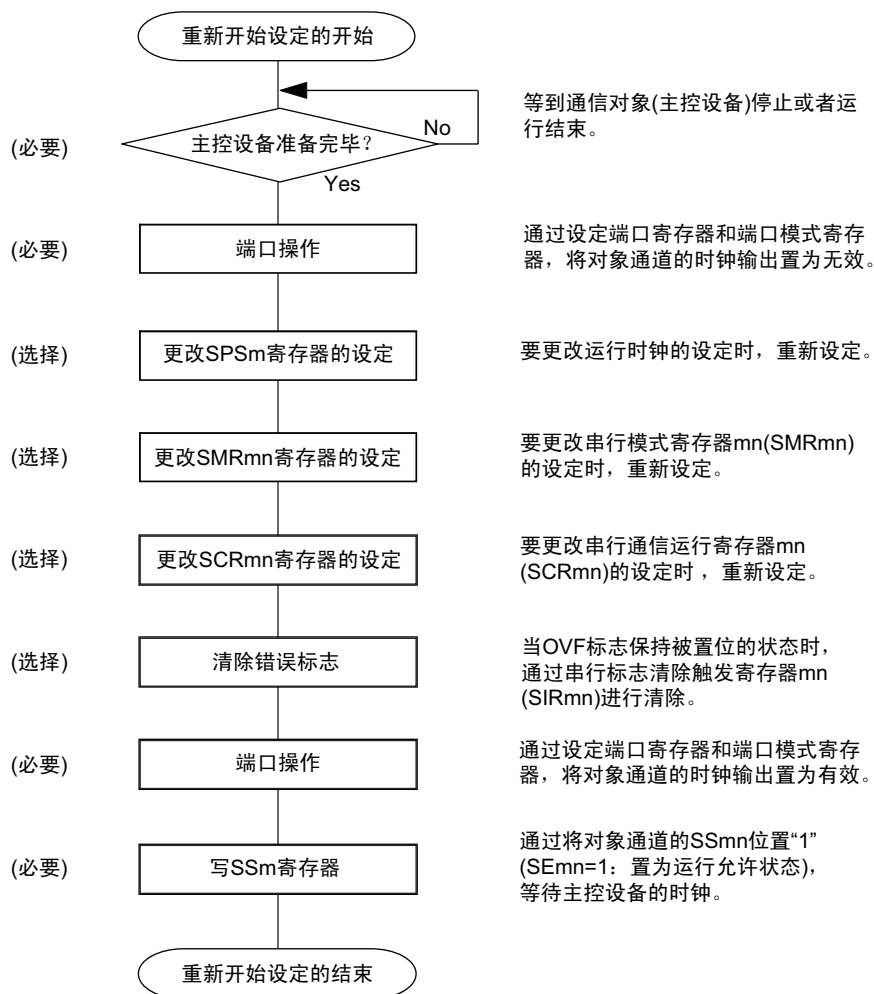 重新开始设定的开始
等到通信对象(主控设备)停止或者运
行结束。
(必要)
主控设备准备完毕？
No
Yes
(必要)
端口操作
通过设定端口寄存器和端口模式寄存
器，将对象通道的时钟输出置为无效。
(选择)
更改SPSm寄存器的设定
要更改运行时钟的设定时，重新设定。
(选择)
更改SMRmn寄存器的设定
要更改串行模式寄存器mn(SMRmn)
的设定时，重新设定。
(选择)
更改SCRmn寄存器的设定
要更改串行通信运行寄存器mn
(SCRmn)的设定时，重新设定。
(选择)
清除错误标志
当OVF标志保持被置位的状态时，
通过串行标志清除触发寄存器mn
(SIRmn)进行清除。
(必要)
端口操作
通过设定端口寄存器和端口模式寄存
器，将对象通道的时钟输出置为有效。
(必要)
写SSm寄存器
通过将对象通道的SSmn位置“1”
(SEmn=1：置为运行允许状态)，
等待主控设备的时钟。
重新开始设定的结束